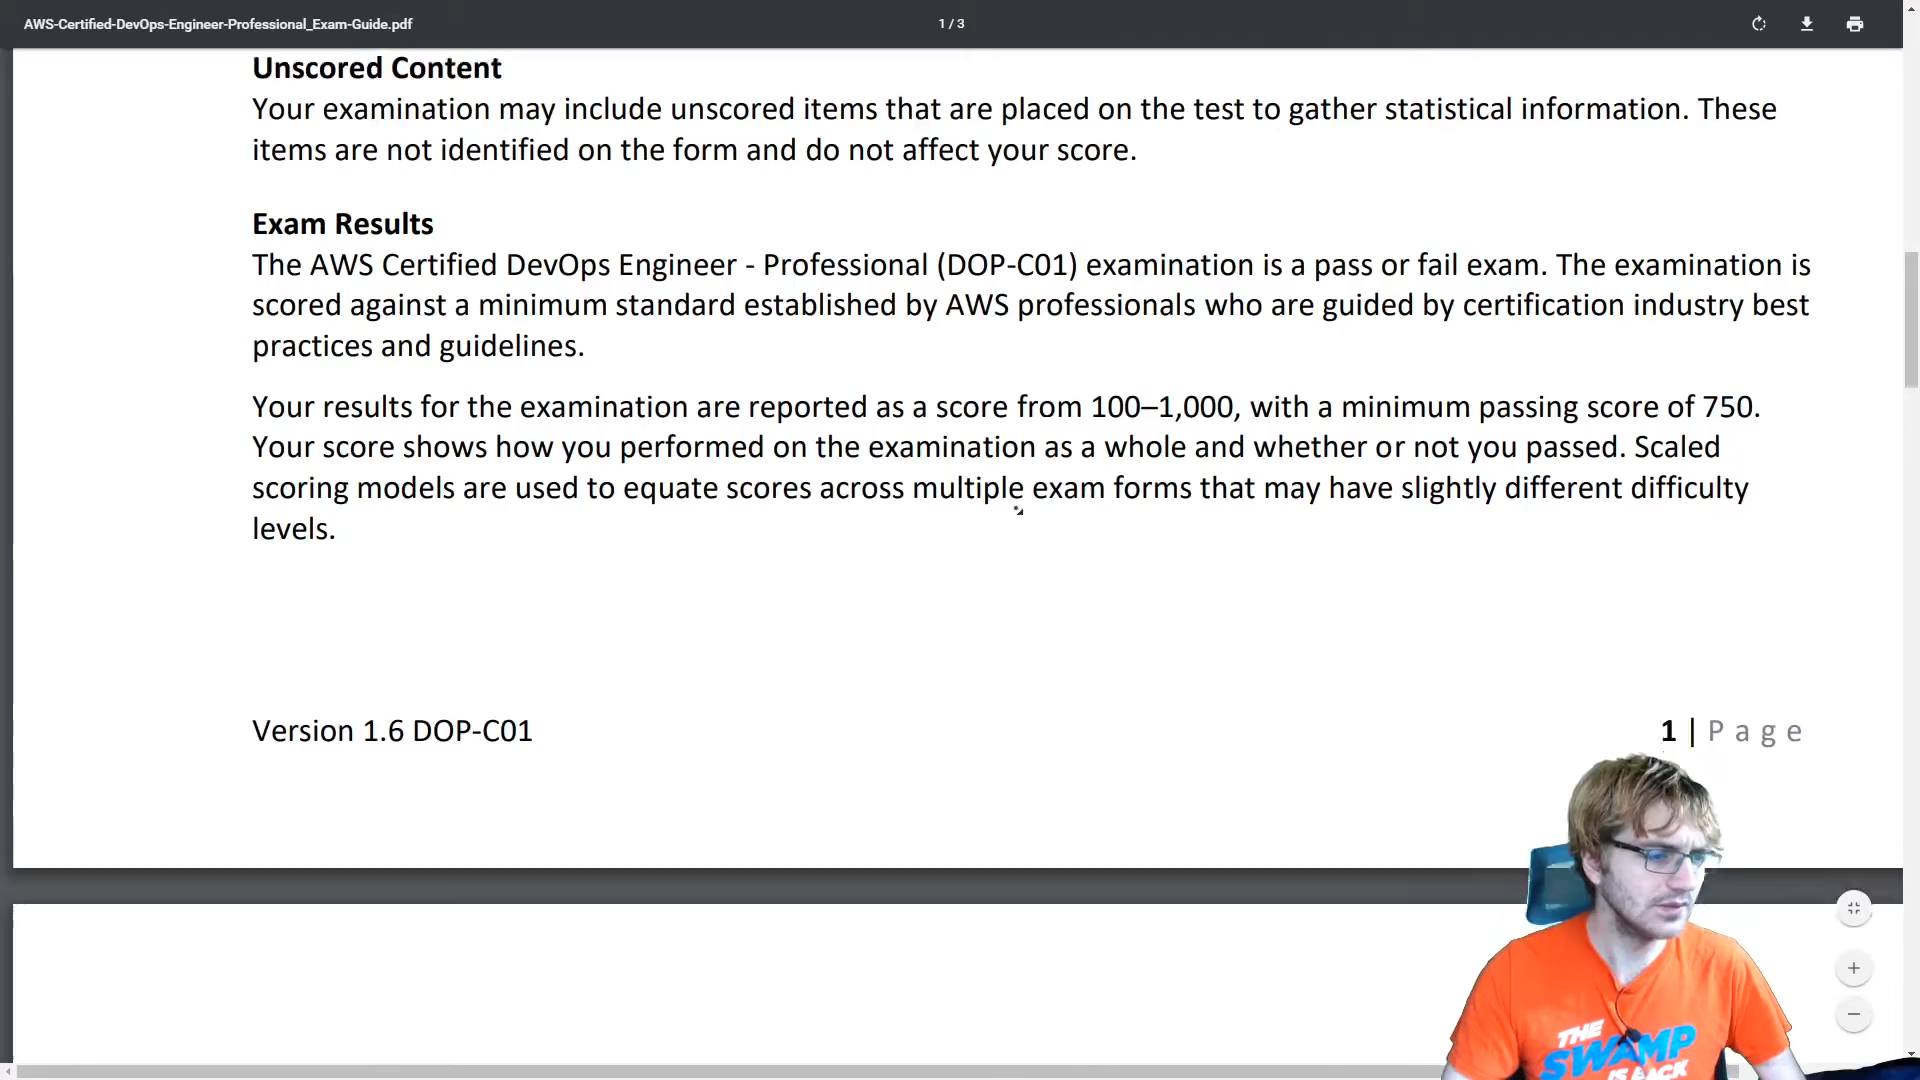 AWS-Certified-DevOps-Engineer-Professional_Exam-Guide.pdf
1 / 3
Unscored Content
Your examination may include unscored items that are placed on the test to gather statistical information. These
items are not identified on the form and do not affect your score.
Exam Results
The AWS Certified DevOps Engineer - Professional (DOP-C01) examination is a pass or fail exam. The examination is
scored against a minimum standard established by AWS professionals who are guided by certification industry best
practices and guidelines.
Your results for the examination are reported as a score from 100–1,000, with a minimum passing score of 750.
Your score shows how you performed on the examination as a whole and whether or not you passed. Scaled
scoring models are used to equate scores across multiple exam forms that may have slightly different difficulty
levels.
Version 1.6 DOP-C01
1 | Page
THE
SWAMP
IS BACK